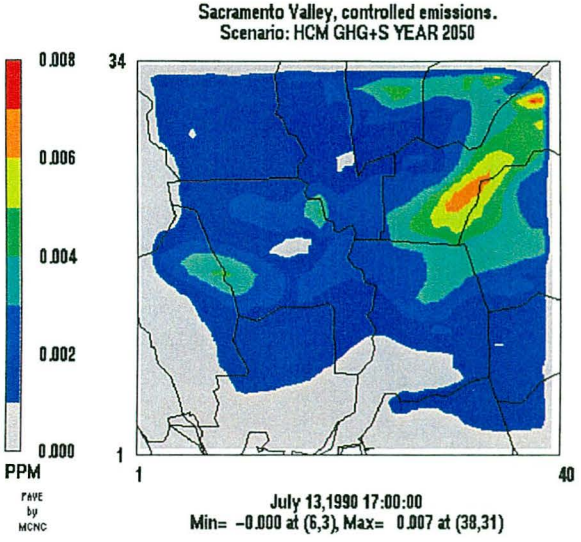 Sacramento Valley, controlled emissions.
Scenario: HCM GHG+S YEAR 2050
0.008
0.006
0.004
0.002
0.000
PPM
PAVE
by
MCNC
34
1
1
40
July 13,1990 17:00:00
Min= -0.000 at (6,3), Max= 0.007 at (38,31)